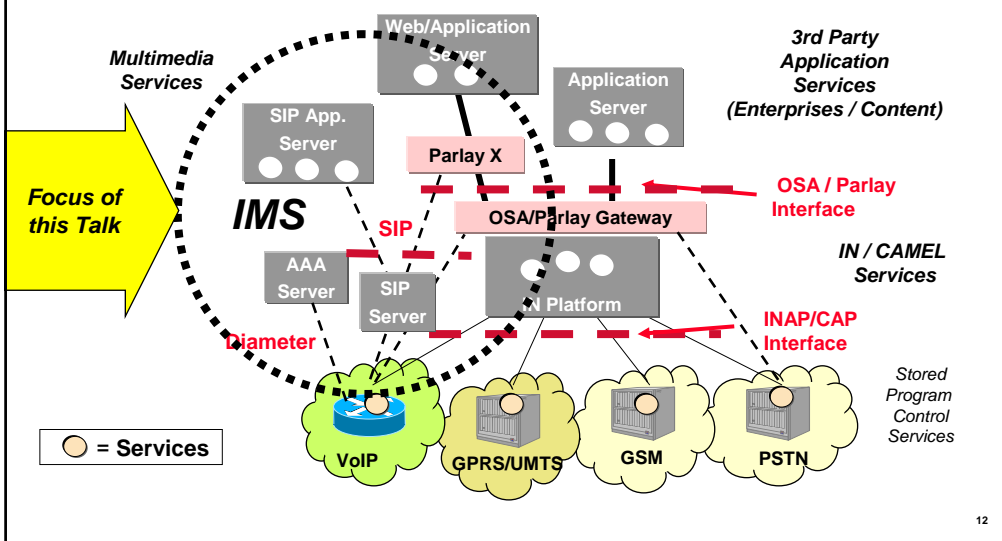 Web/Application
Server
Multimedia
Services
3rd Party
Application
Services
(Enterprises / Content)
Application
Server
SIP App.
Server
Parlay X
Focus of
this Talk
IMS
SIP
OSA/Parlay Gateway
OSA / Parlay
Interface
IN / CAMEL
Services
AAA
Server
SIP
Server
IN Platform
INAP/CAP
Interface
Diameter
Stored
Program
Control
Services
= Services
VoIP
GPRS/UMTS
GSM
PSTN
12